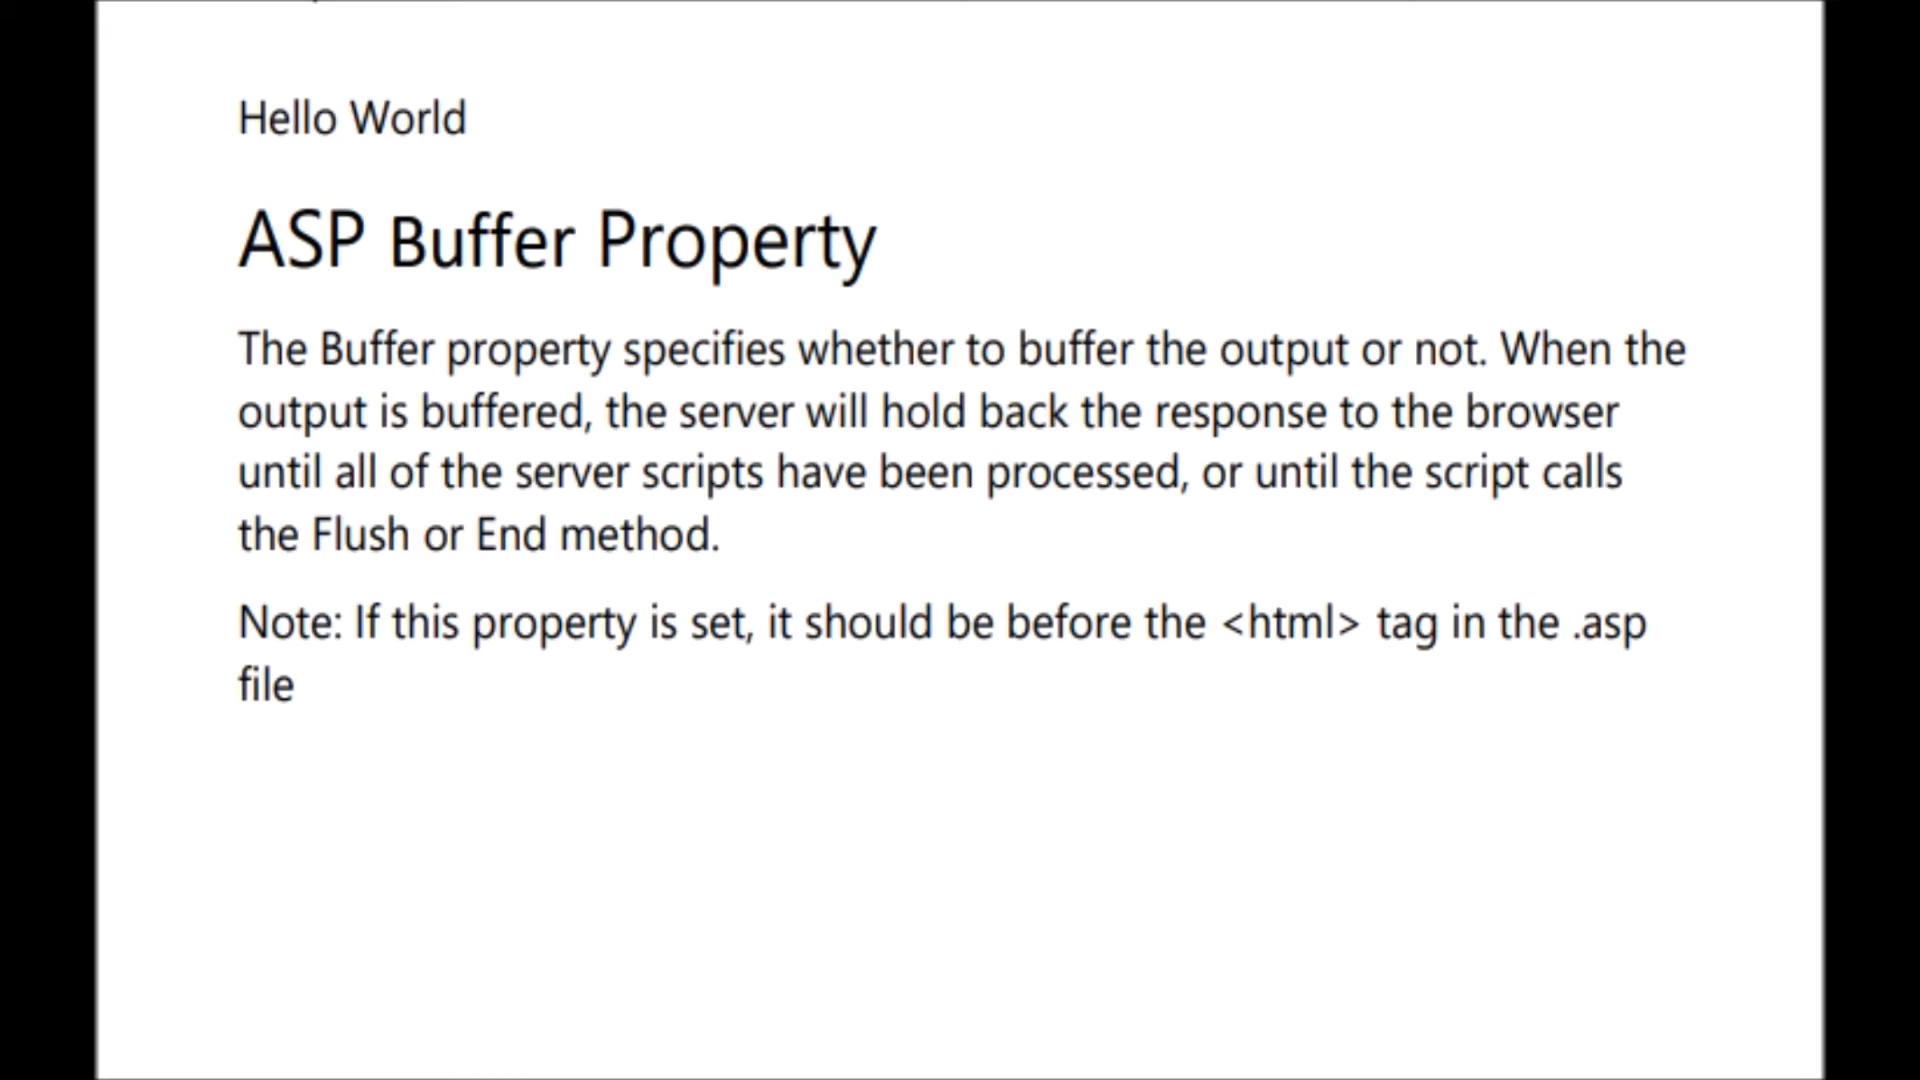 Hello World
ASP Buffer Property
The Buffer property specifies whether to buffer the output or not. When the
output is buffered, the server will hold back the response to the browser
until all of the server scripts have been processed, or until the script calls
the Flush or End method.
Note: If this property is set, it should be before the <html> tag in the .asp
file